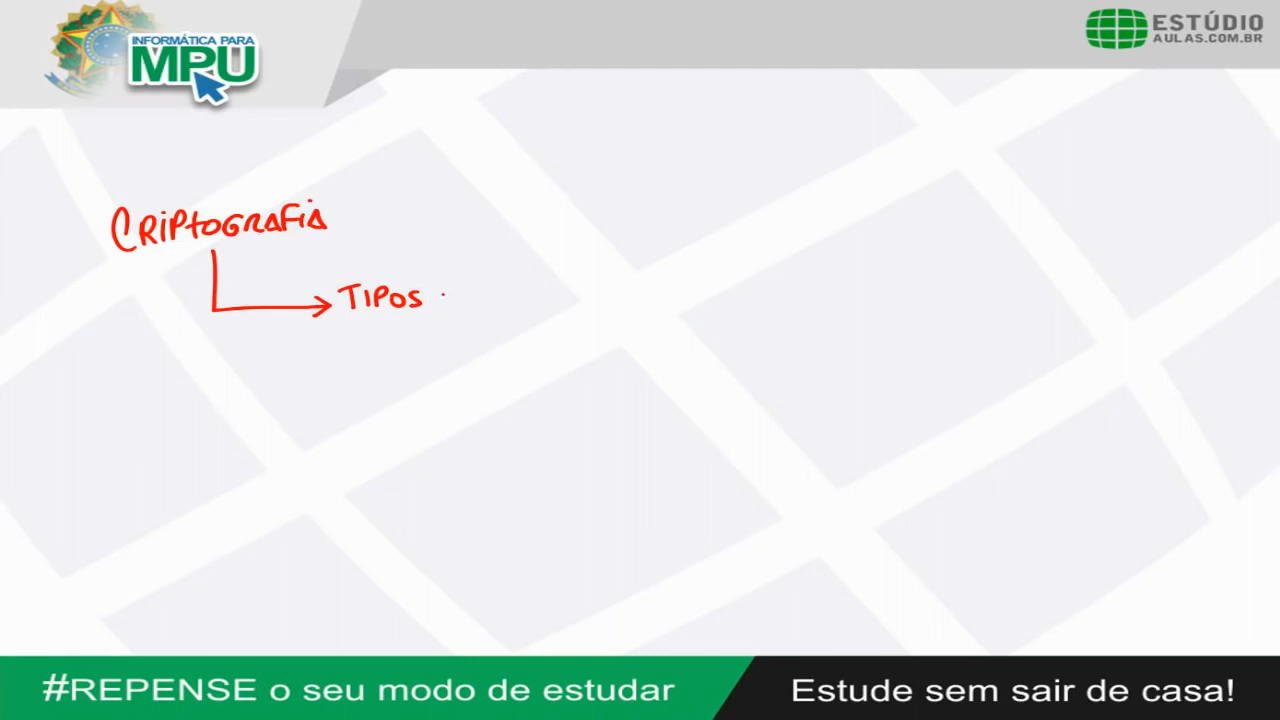 INFORMÁTICA PARA
MPU
ESTÚDIO
AULAS.COM.BR
CRIPTOGRAFIA
TIPOS
#REPENSE o seu modo de estudar
Estude sem sair de casa!